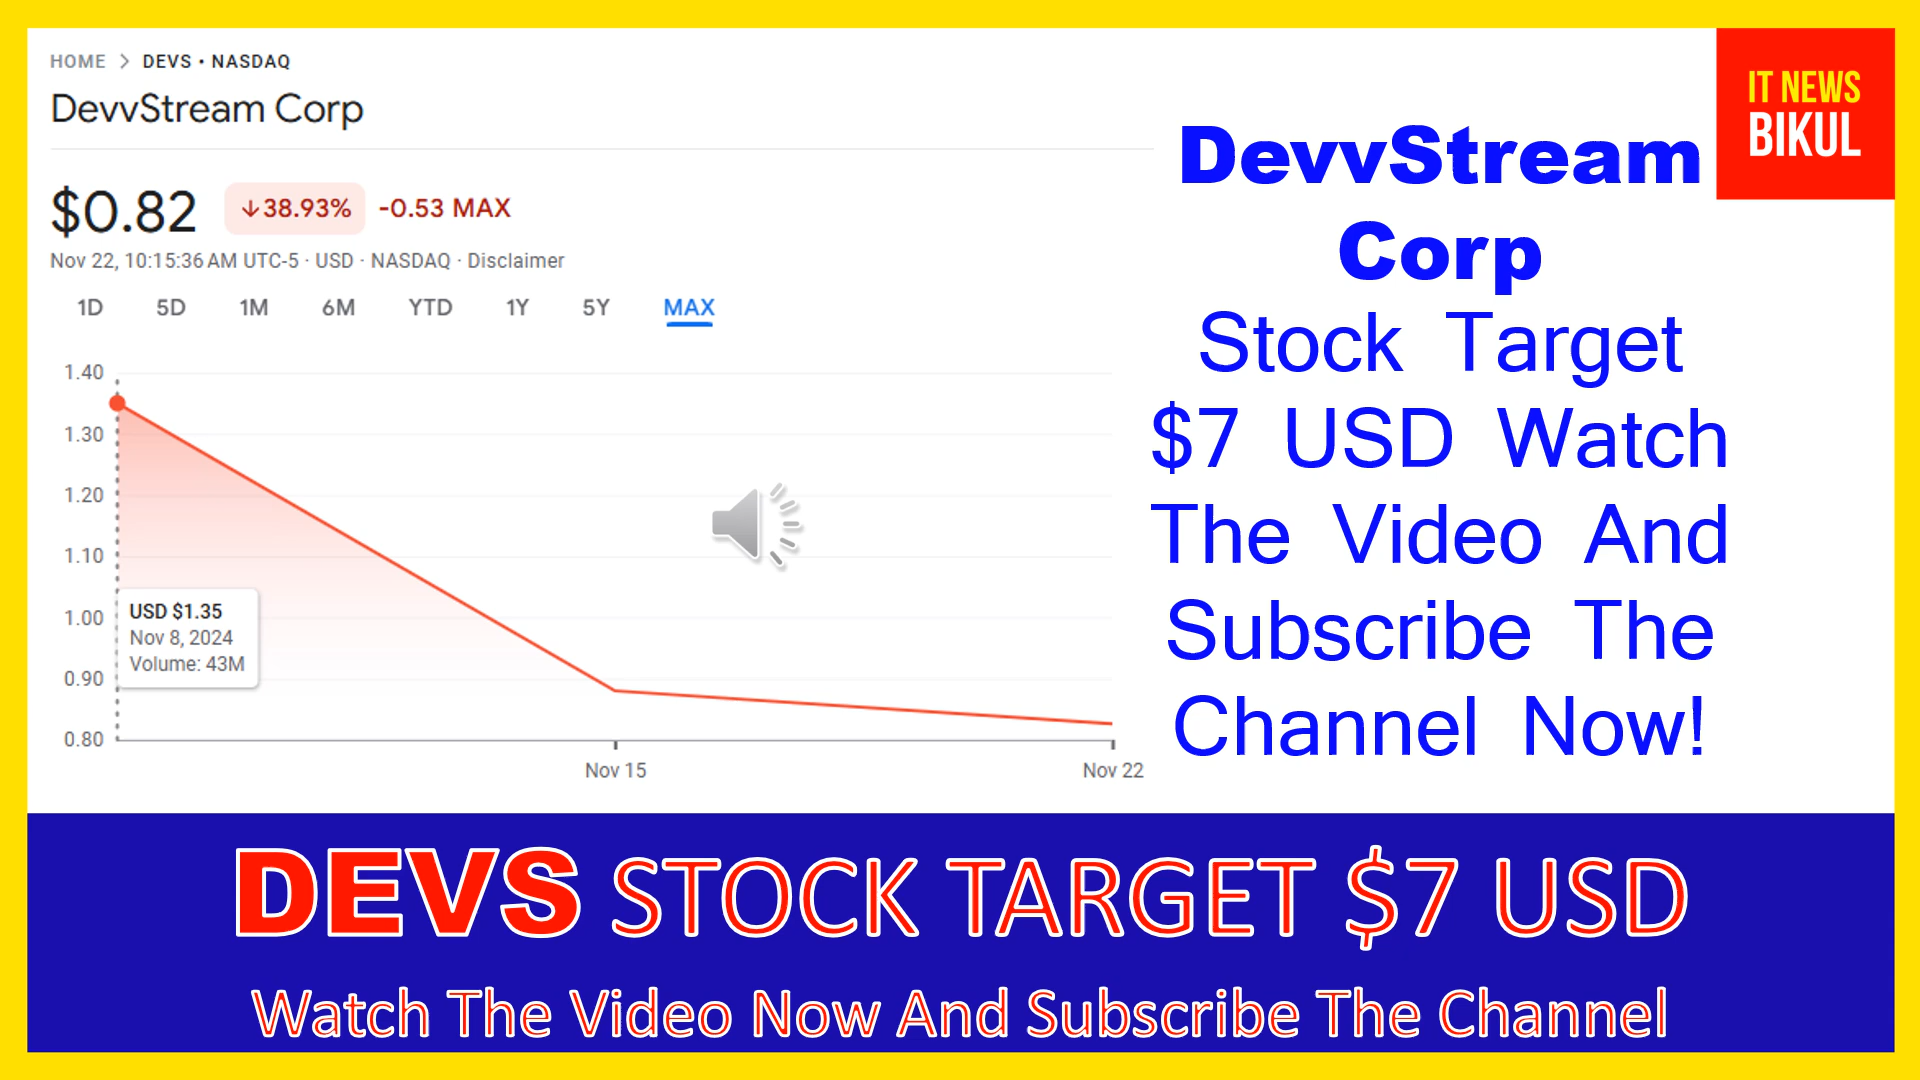 HOME > DEVS • NASDAQ
DevvStream Corp
$0.82 ↓38.93% -0.53 MAX
Nov 22, 10:15:36 AM UTC-5 · USD · NASDAQ · Disclaimer
1D 5D 1M 6M YTD 1Y 5Y MAX
1.40
1.30
1.20
1.10
1.00
0.90
0.80
USD $1.35
Nov 8, 2024
Volume: 43M
Nov 15 Nov 22
IT NEWS
BIKUL
DevvStream
Corp
Stock Target
$7 USD Watch
The Video And
Subscribe The
Channel Now!
DEVS STOCK TARGET $7 USD
Watch The Video Now And Subscribe The Channel